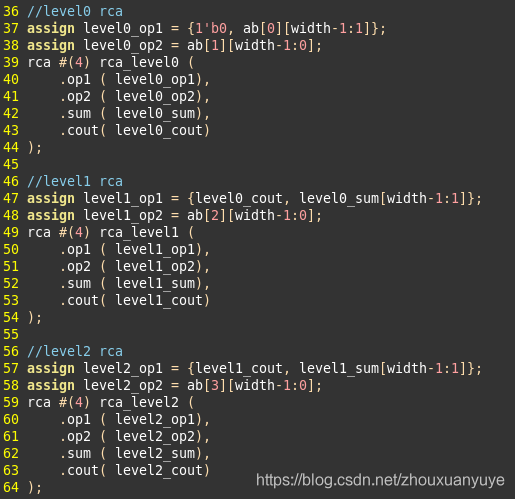 36 //level0 rca
37 assign level0_op1 = {1'b0, ab[0][width-1:1]};
38 assign level0_op2 = ab[1][width-1:0];
39 rca #(4) rca_level0 (
40     .op1 ( level0_op1),
41     .op2 ( level0_op2),
42     .sum ( level0_sum),
43     .cout( level0_cout)
44 );
45
46 //level1 rca
47 assign level1_op1 = {level0_cout, level0_sum[width-1:1]};
48 assign level1_op2 = ab[2][width-1:0];
49 rca #(4) rca_level1 (
50     .op1 ( level1_op1),
51     .op2 ( level1_op2),
52     .sum ( level1_sum),
53     .cout( level1_cout)
54 );
55
56 //level2 rca
57 assign level2_op1 = {level1_cout, level1_sum[width-1:1]};
58 assign level2_op2 = ab[3][width-1:0];
59 rca #(4) rca_level2 (
60     .op1 ( level2_op1),
61     .op2 ( level2_op2),
62     .sum ( level2_sum),
63     .cout( level2_cout)
64 );
https://blog.csdn.net/zhouxuanyuye